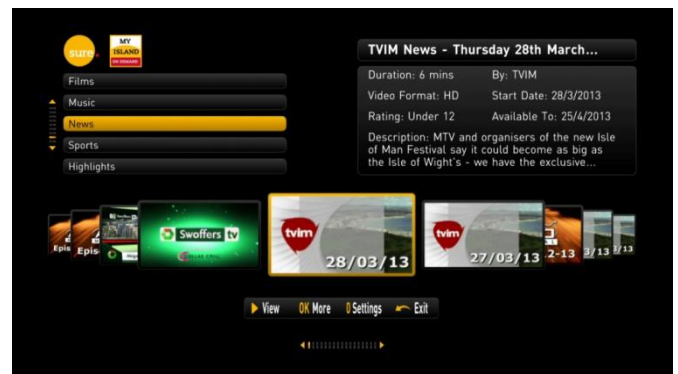 sure.
MY
ISLAND
ON DEMAND
Films
Music
News
Sports
Highlights
TVIM News - Thursday 28th March...
Duration: 6 mins By: TVIM
Video Format: HD Start Date: 28/3/2013
Rating: Under 12 Available To: 25/4/2013
Description: MTV and organisers of the new Isle
of Man Festival say it could become as big as
the Isle of Wight's - we have the exclusive...
Epis
Epis
Swoffers tv
tvim
28/03/13
tvim
27/03/13
2-13
3/13
3/13
View OK More 0 Settings Exit